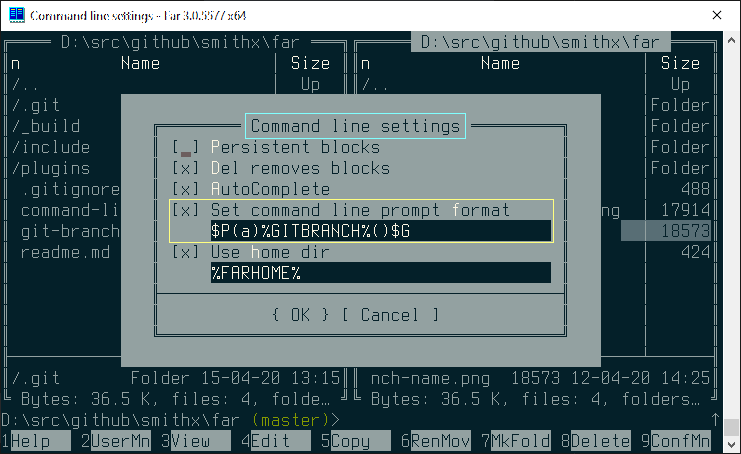 Command line settings - Far 3.0.5577 x64
D:\src\github\smithx\far D:\src\github\smithx\far
n Name Size n Name Size
/.. Up /.. Up
/.git Folder
/_build Folder
/include Folder
/plugins Folder
.gitignore 488
command-li ng 17914
git-branch 18573
readme.md 424
Command line settings
[_] Persistent blocks
[x] Del removes blocks
[x] AutoComplete
[x] Set command line prompt format
$P(a)%GITBRANCH%()$G
[x] Use home dir
%FARHOME%
{ OK } [ Cancel ]
/.git Folder 15-04-20 13:15 nch-name.png 18573 12-04-20 14:25
Bytes: 36.5 K, files: 4, folde… Bytes: 36.5 K, files: 4, folders…
D:\src\github\smithx\far (master)> ↑
1Help 2UserMn 3View 4Edit 5Copy 6RenMov 7MkFold 8Delete 9ConfMn